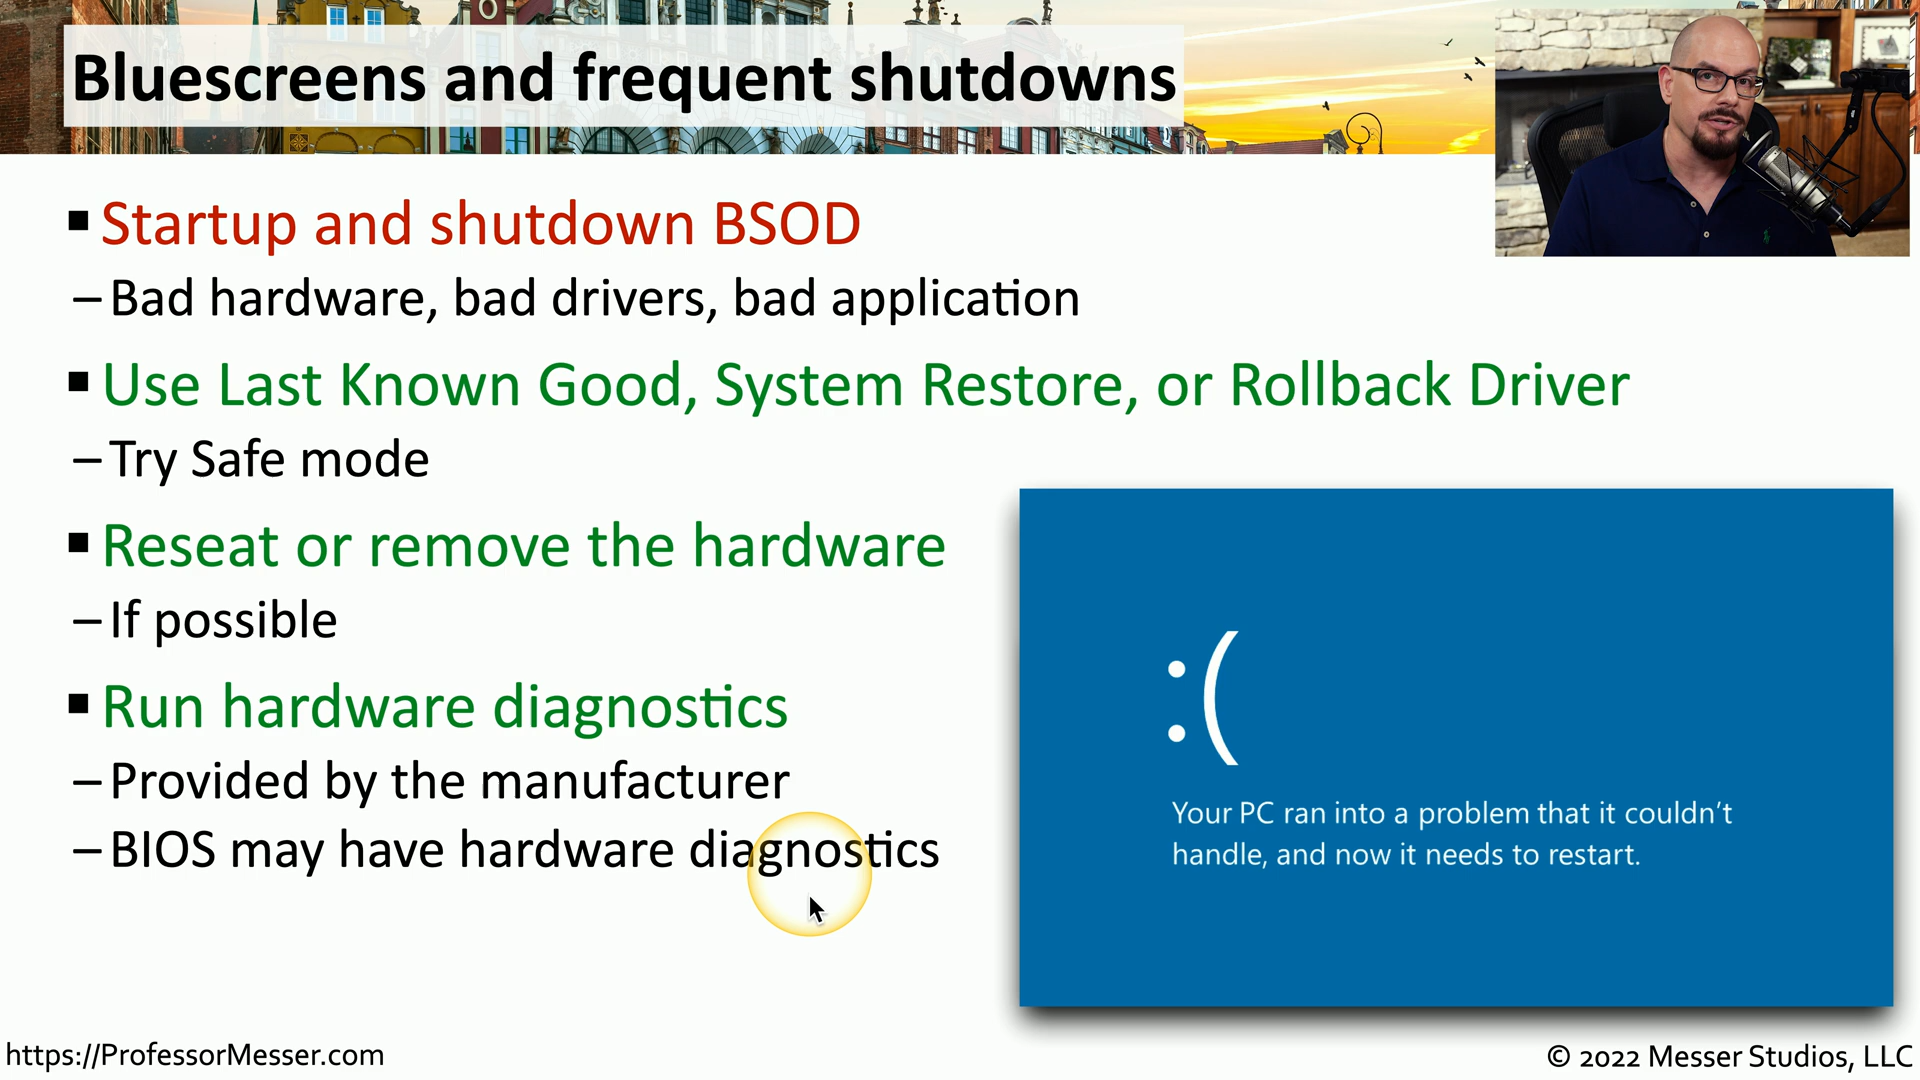 Bluescreens and frequent shutdowns
▪ Startup and shutdown BSOD
– Bad hardware, bad drivers, bad application
▪ Use Last Known Good, System Restore, or Rollback Driver
– Try Safe mode
▪ Reseat or remove the hardware
– If possible
▪ Run hardware diagnostics
– Provided by the manufacturer
– BIOS may have hardware diagnostics
:(
Your PC ran into a problem that it couldn't
handle, and now it needs to restart.
https://ProfessorMesser.com
© 2022 Messer Studios, LLC